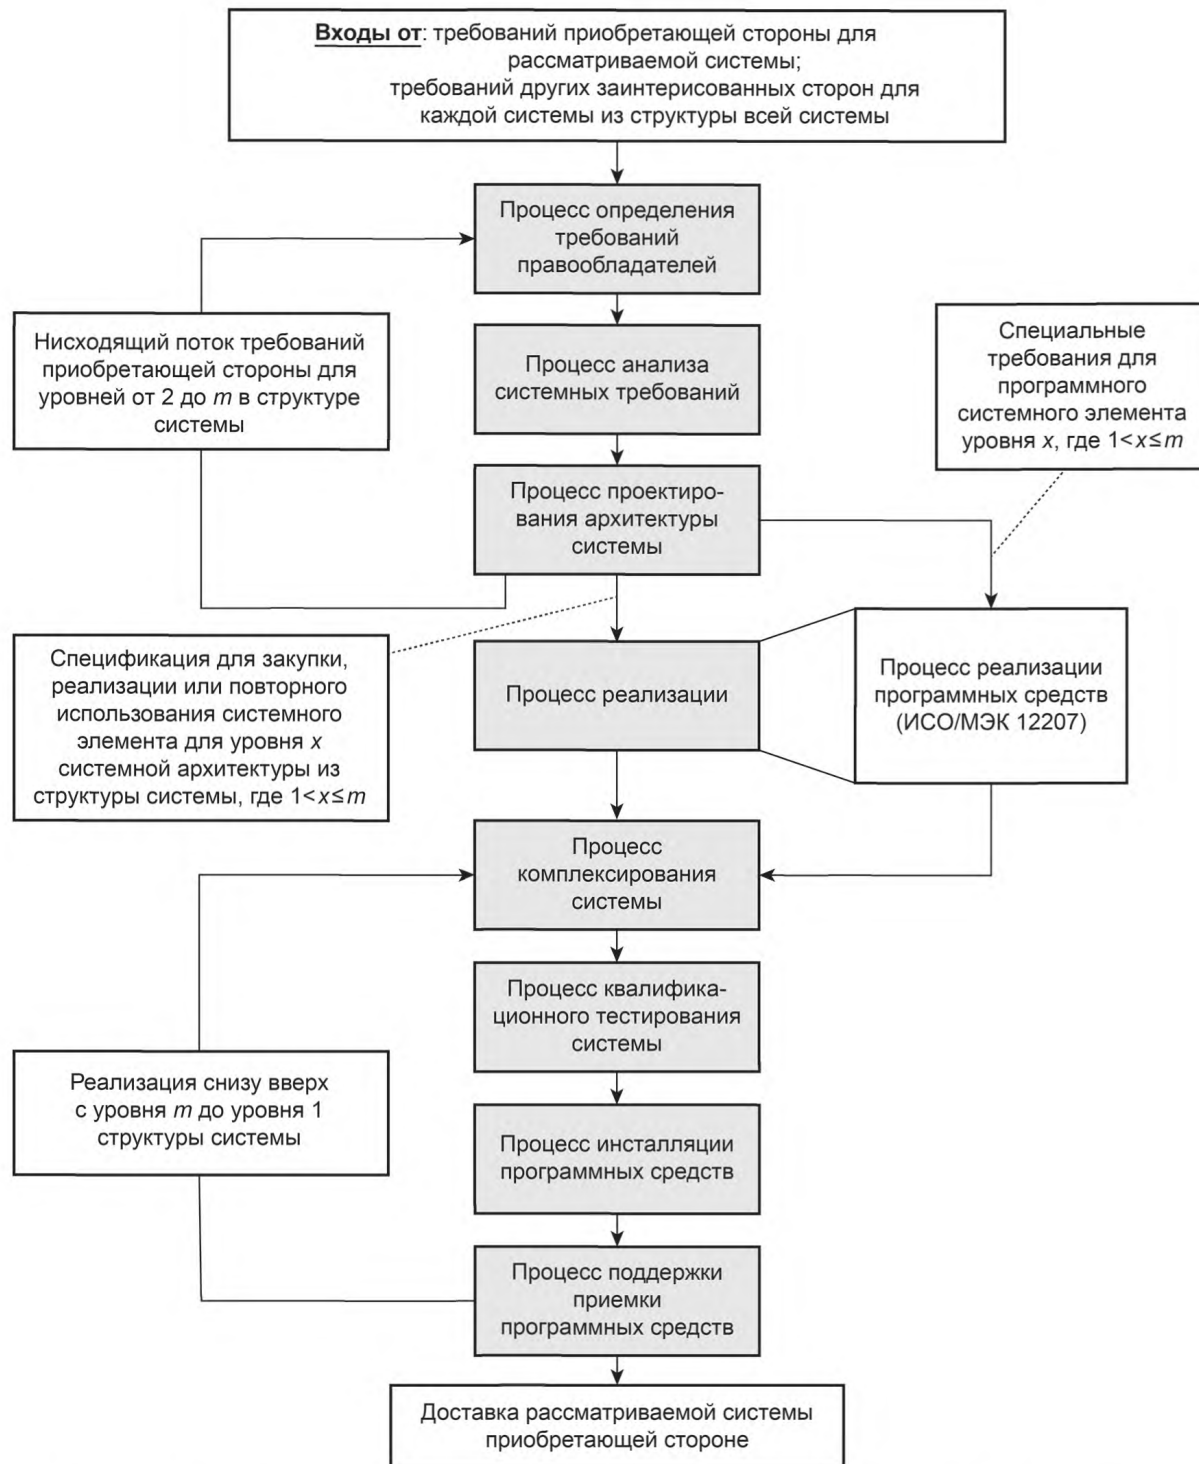 Входы от: требований приобретающей стороны для
рассматриваемой системы;
требований других заинтерисованных сторон для
каждой системы из структуры всей системы
Процесс определения
требований
правообладателей
Нисходящий поток требований
приобретающей стороны для
уровней от 2 до m в структуре
системы
Процесс анализа
системных требований
Специальные
требования для
программного
системного элемента
уровня x, где 1<x≤m
Процесс проектиро-
вания архитектуры
системы
Спецификация для закупки,
реализации или повторного
использования системного
элемента для уровня x
системной архитектуры из
структуры системы, где 1<x≤m
Процесс реализации
Процесс реализации
программных средств
(ИСО/МЭК 12207)
Процесс
комплексирования
системы
Процесс квалифика-
ционного тестирования
системы
Реализация снизу вверх
с уровня m до уровня 1
структуры системы
Процесс инсталляции
программных средств
Процесс поддержки
приемки
программных средств
Доставка рассматриваемой системы
приобретающей стороне